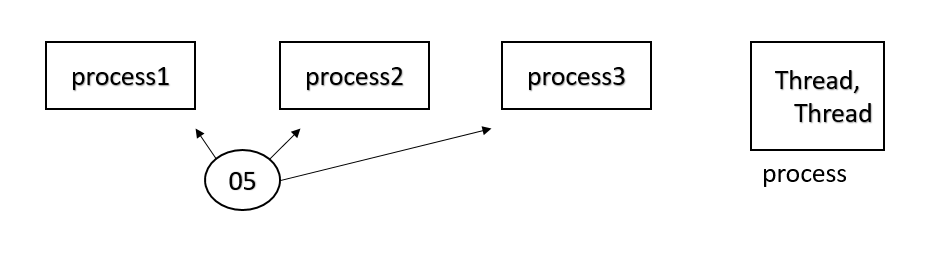 process1
process2
process3
Thread,
Thread
05
process